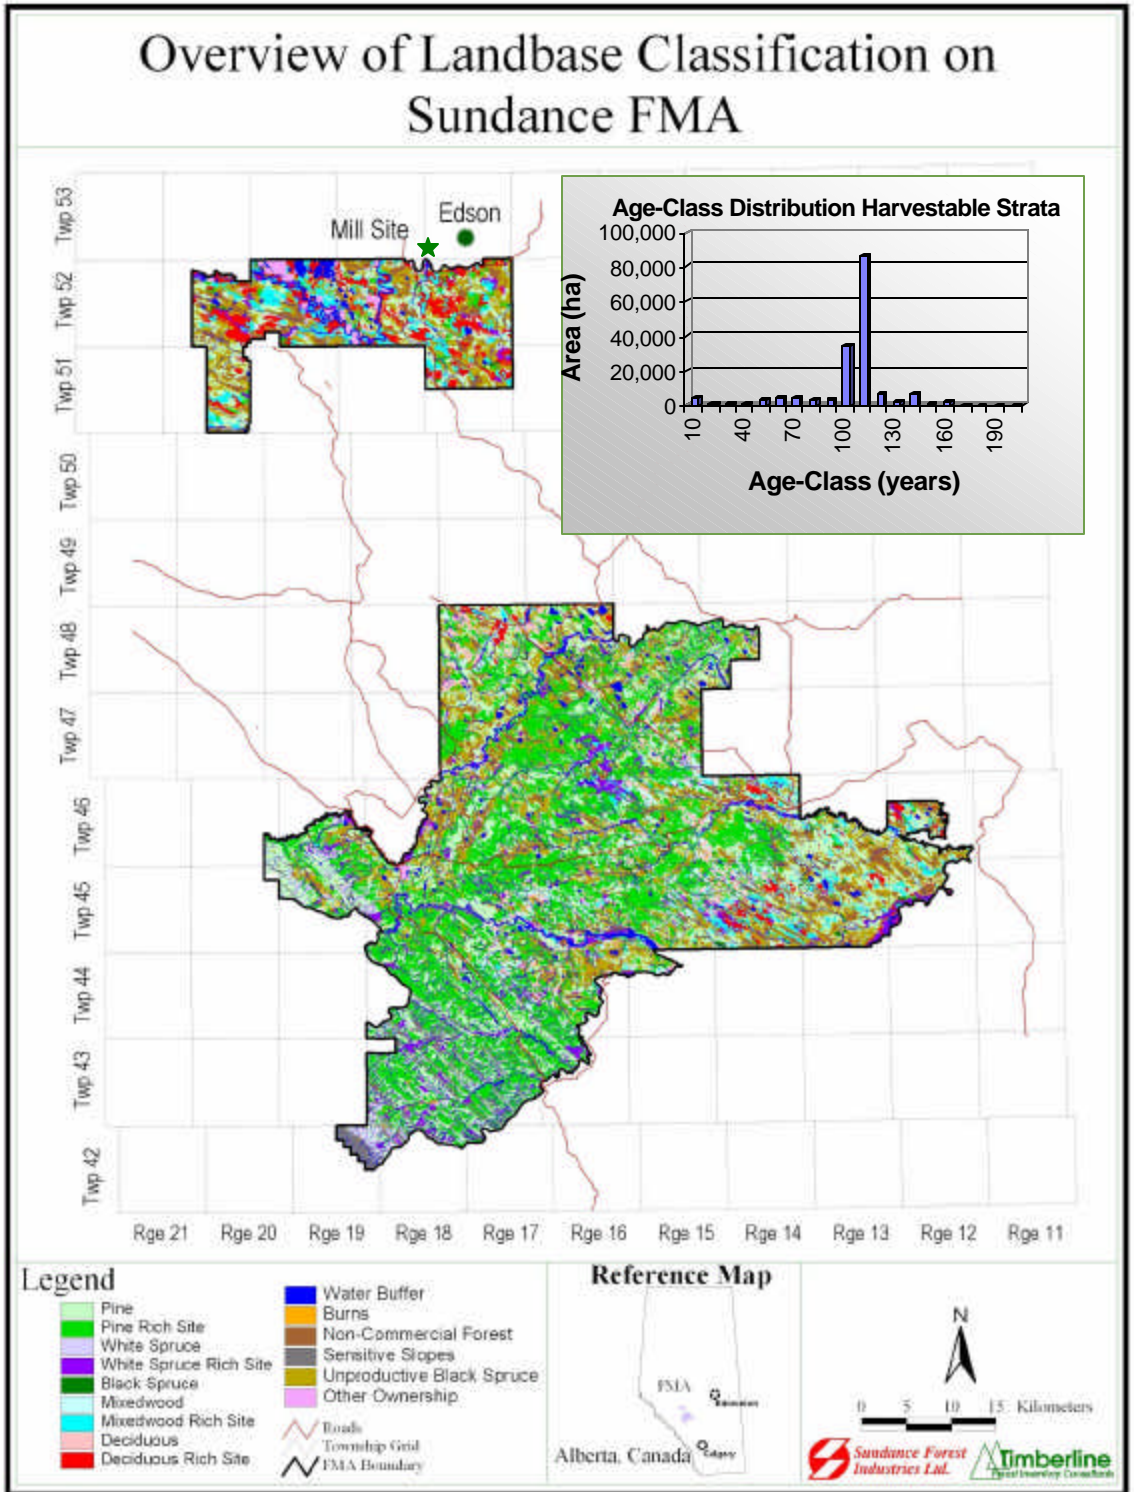 Overview of Landbase Classification on
Sundance FMA
Twp 53
Twp 52
Twp 51
Twp 50
Twp 49
Twp 48
Twp 47
Twp 46
Twp 45
Twp 44
Twp 43
Twp 42
Mill Site
Edson
Age-Class Distribution Harvestable Strata
100,000
80,000
60,000
40,000
20,000
0
Area (ha)
10 40 70 100 130 160 190
Age-Class (years)
Rge 21 Rge 20 Rge 19 Rge 18 Rge 17 Rge 16 Rge 15 Rge 14 Rge 13 Rge 12 Rge 11
Legend
Pine
Pine Rich Site
White Spruce
White Spruce Rich Site
Black Spruce
Mixedwood
Mixedwood Rich Site
Deciduous
Deciduous Rich Site
Water Buffer
Burns
Non-Commercial Forest
Sensitive Slopes
Unproductive Black Spruce
Other Ownership
Roads
Township Grid
FMA Boundary
Reference Map
FMA
Edmonton
Calgary
Alberta, Canada
N
0 5 10 15 Kilometers
Sundance Forest
Industries Ltd.
Timberline
Forest Inventory Consultants